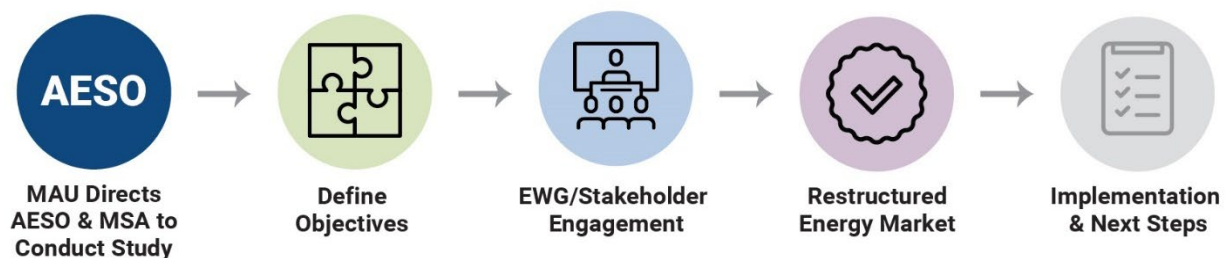 AESO
MAU Directs
AESO & MSA to
Conduct Study
Define
Objectives
EWG/Stakeholder
Engagement
Restructured
Energy Market
Implementation
& Next Steps